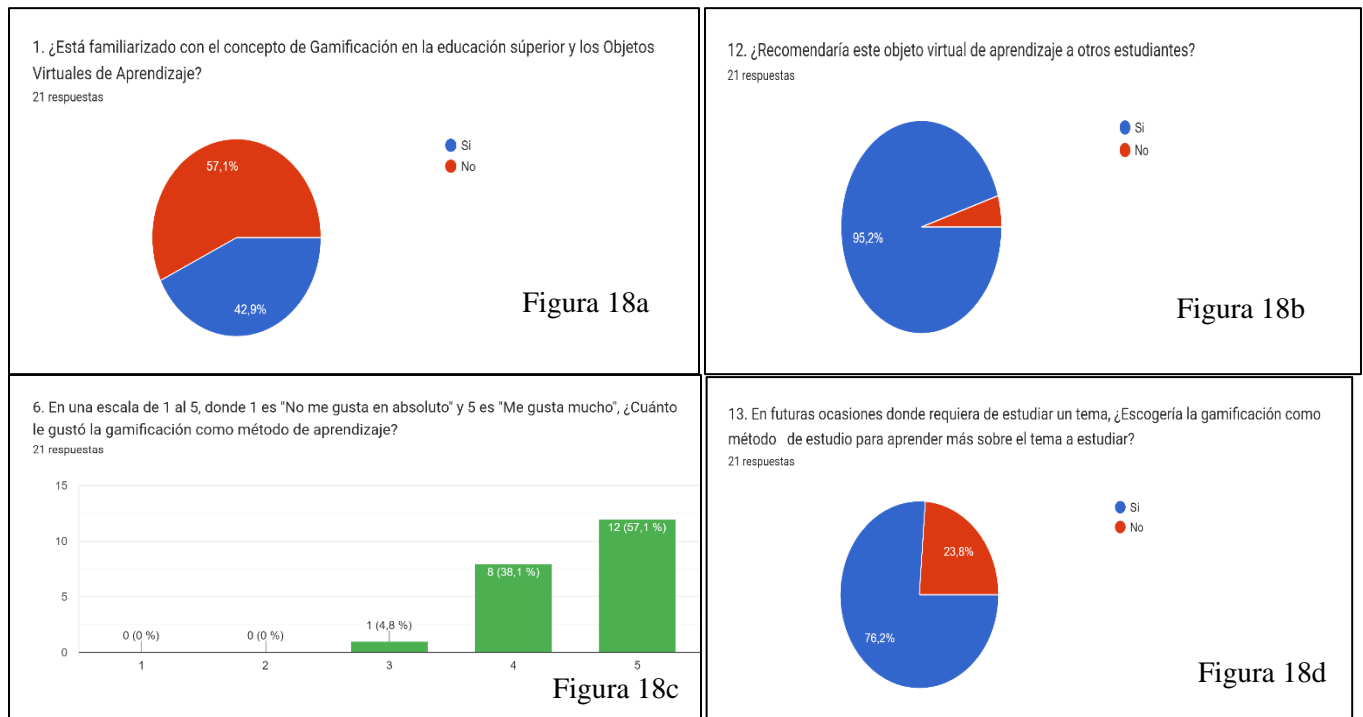 1. ¿Está familiarizado con el concepto de Gamificación en la educación súperior y los Objetos
Virtuales de Aprendizaje?
21 respuestas
Si
No
57,1%
42,9%
Figura 18a
12. ¿Recomendaría este objeto virtual de aprendizaje a otros estudiantes?
21 respuestas
Si
No
95,2%
Figura 18b
6. En una escala de 1 al 5, donde 1 es "No me gusta en absoluto" y 5 es "Me gusta mucho", ¿Cuánto
le gustó la gamificación como método de aprendizaje?
21 respuestas
15
10
5
0
0 (0 %)
0 (0 %)
1 (4,8 %)
8 (38,1 %)
12 (57,1 %)
1
2
3
4
5
Figura 18c
13. En futuras ocasiones donde requiera de estudiar un tema, ¿Escogería la gamificación como
método de estudio para aprender más sobre el tema a estudiar?
21 respuestas
Si
No
23,8%
76,2%
Figura 18d